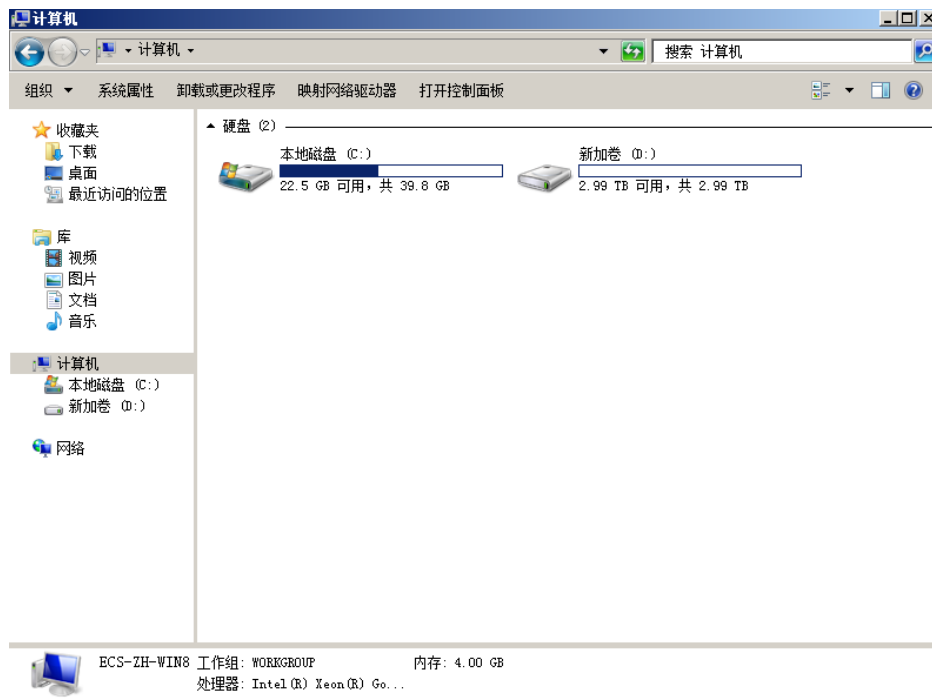 计算机
计算机
搜索 计算机
组织 系统属性 卸载或更改程序 映射网络驱动器 打开控制面板
收藏夹
下载
桌面
最近访问的位置
库
视频
图片
文档
音乐
计算机
本地磁盘 (C:)
新加卷 (D:)
网络
硬盘 (2)
本地磁盘 (C:)
22.5 GB 可用，共 39.8 GB
新加卷 (D:)
2.99 TB 可用，共 2.99 TB
ECS-ZH-WIN8 工作组: WORKGROUP 内存: 4.00 GB
处理器: Intel(R) Xeon(R) Go...